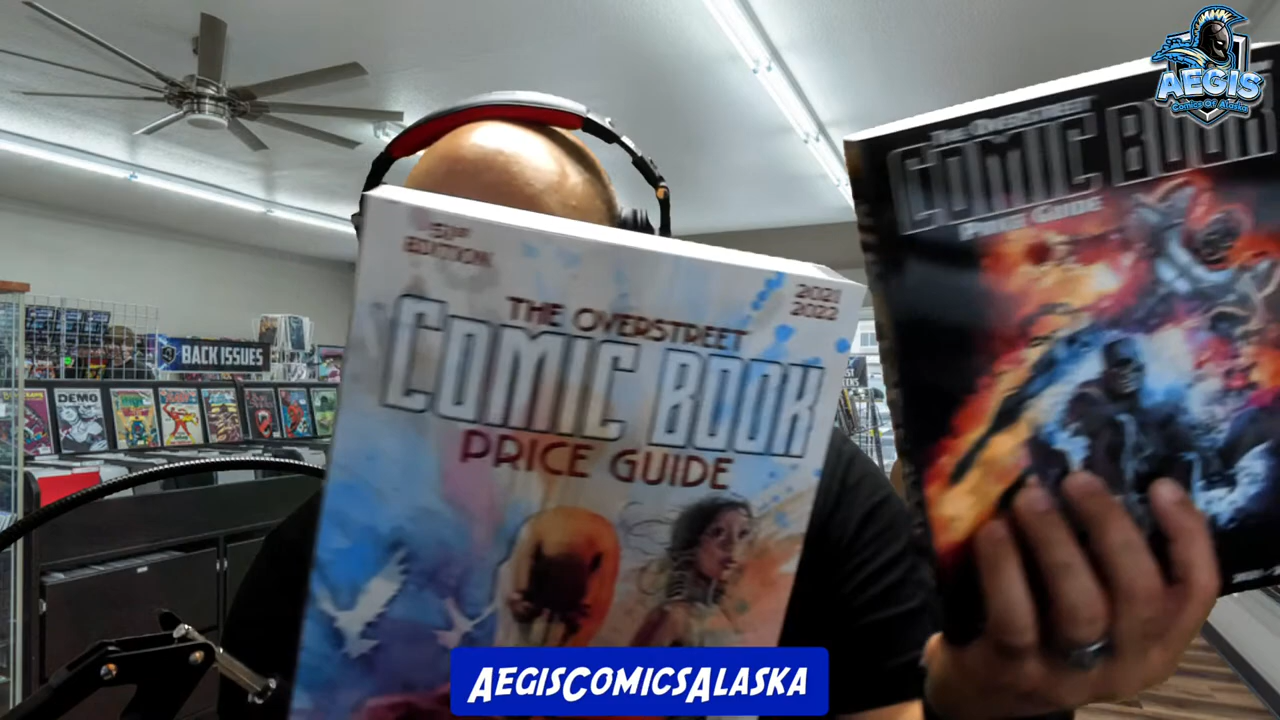 AEGIS
Comics Of Alaska
51st
EDITION
2021
2022
THE OVERSTREET
COMIC BOOK
PRICE GUIDE
THE OVERSTREET
COMIC BOOK
PRICE GUIDE
BACK ISSUES
DEMO
AEGISCOMICSALASKA